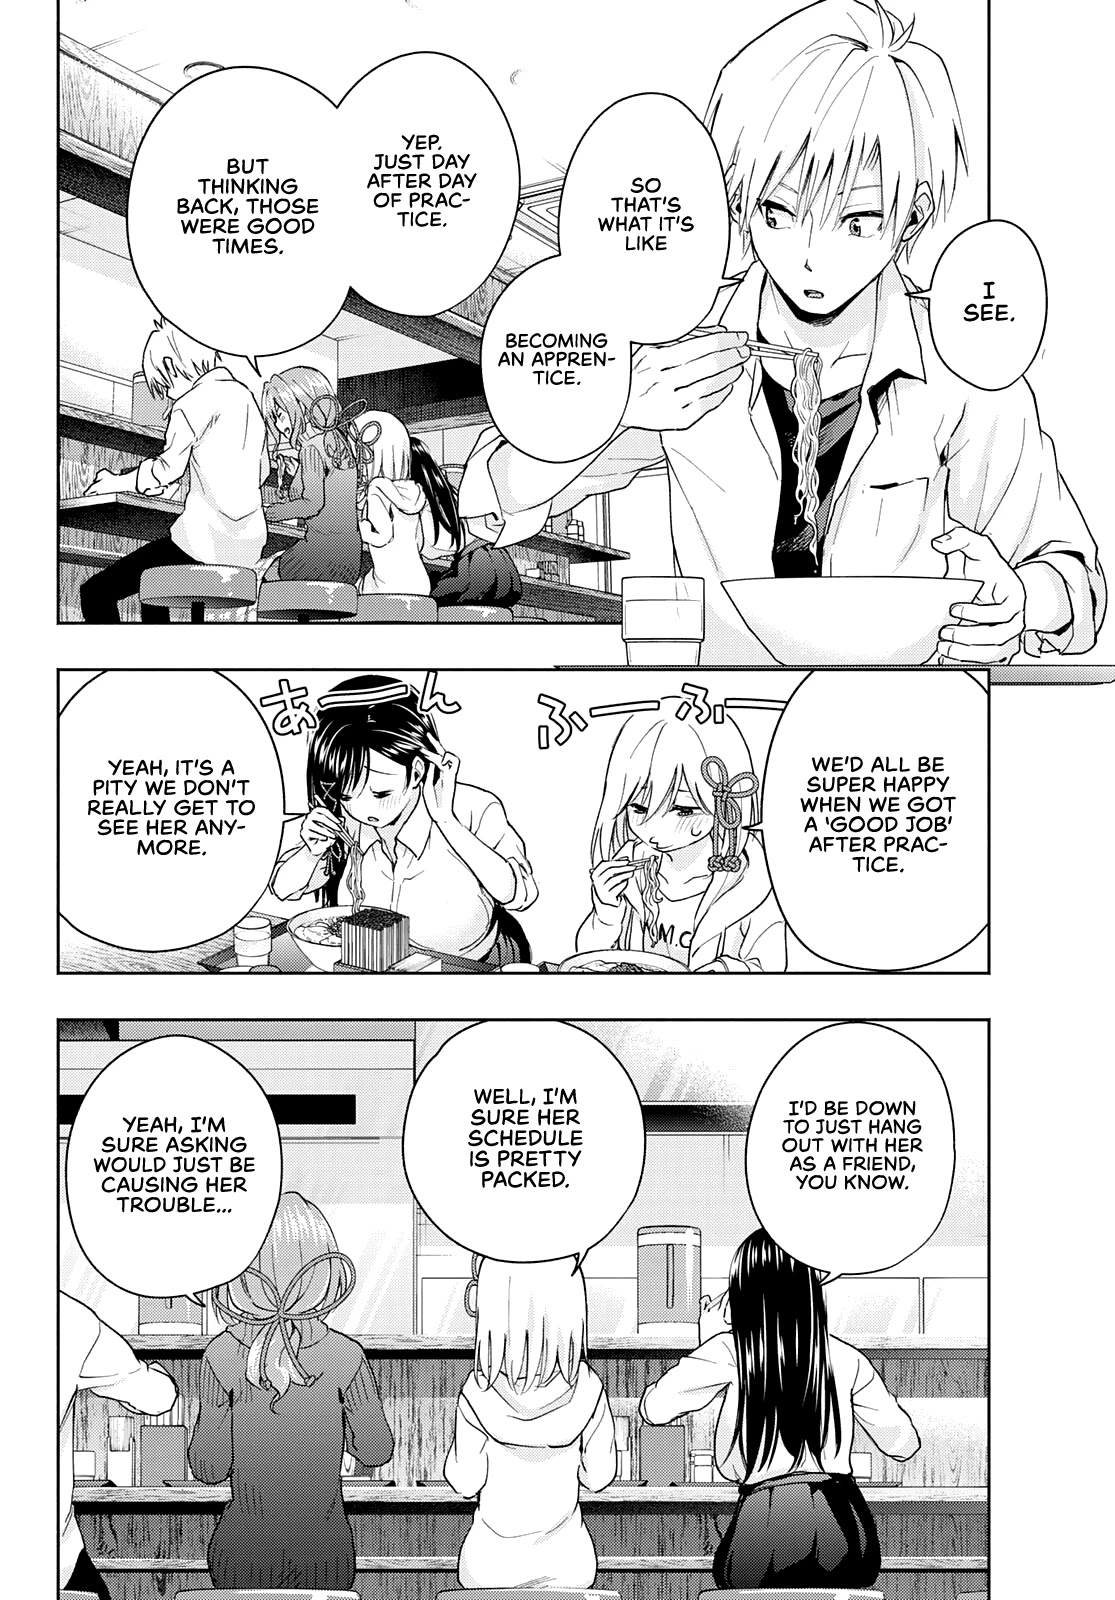 I
SEE.
SO
THAT'S
WHAT IT'S
LIKE
BECOMING
AN APPREN-
TICE.
YEP.
JUST DAY
AFTER DAY
OF PRAC-
TICE.
BUT
THINKING
BACK, THOSE
WERE GOOD
TIMES.
WE'D ALL BE
SUPER HAPPY
WHEN WE GOT
A 'GOOD JOB'
AFTER PRAC-
TICE.
ふーふー
M.C
あーん
YEAH, IT'S A
PITY WE DON'T
REALLY GET TO
SEE HER ANY-
MORE.
I'D BE DOWN
TO JUST HANG
OUT WITH HER
AS A FRIEND,
YOU KNOW.
WELL, I'M
SURE HER
SCHEDULE
IS PRETTY
PACKED.
YEAH, I'M
SURE ASKING
WOULD JUST BE
CAUSING HER
TROUBLE...